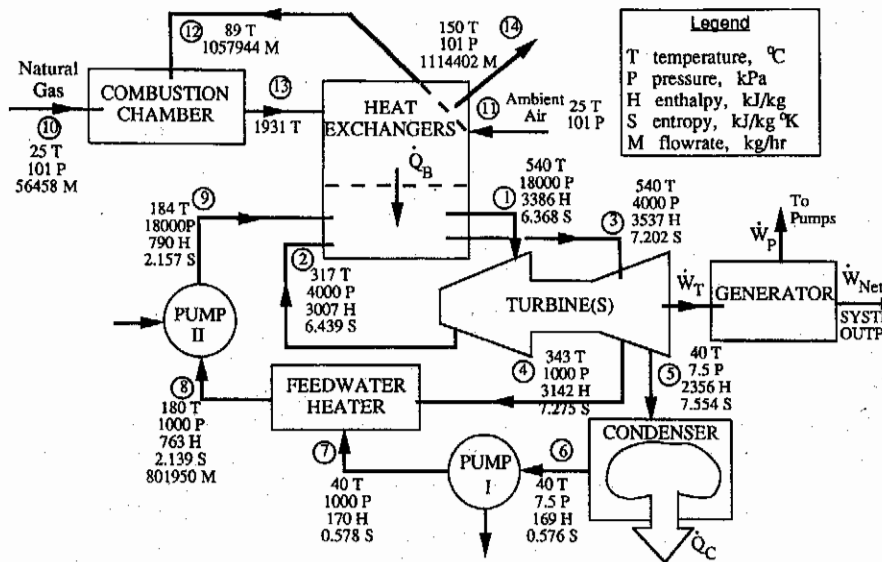 12
89 T
1057944 M
150 T
101 P
1114402 M
14
Legend
T temperature, °C
P pressure, kPa
H enthalpy, kJ/kg
S entropy, kJ/kg °K
M flowrate, kg/hr
Natural
Gas
10
25 T
101 P
56458 M
COMBUSTION
CHAMBER
13
1931 T
HEAT
EXCHANGERS
Q̇B
11
Ambient
Air
25 T
101 P
9
184 T
18000P
790 H
2.157 S
1
540 T
18000 P
3386 H
6.368 S
3
540 T
4000 P
3537 H
7.202 S
2
317 T
4000 P
3007 H
6.439 S
TURBINE(S)
ẆT
To
Pumps
ẆP
GENERATOR
ẆNet
SYSTE
OUTP
PUMP
II
8
180 T
1000 P
763 H
2.139 S
801950 M
FEEDWATER
HEATER
4
343 T
1000 P
3142 H
7.275 S
5
40 T
7.5 P
2356 H
7.554 S
CONDENSER
Q̇C
7
40 T
1000 P
170 H
0.578 S
PUMP
I
6
40 T
7.5 P
169 H
0.576 S